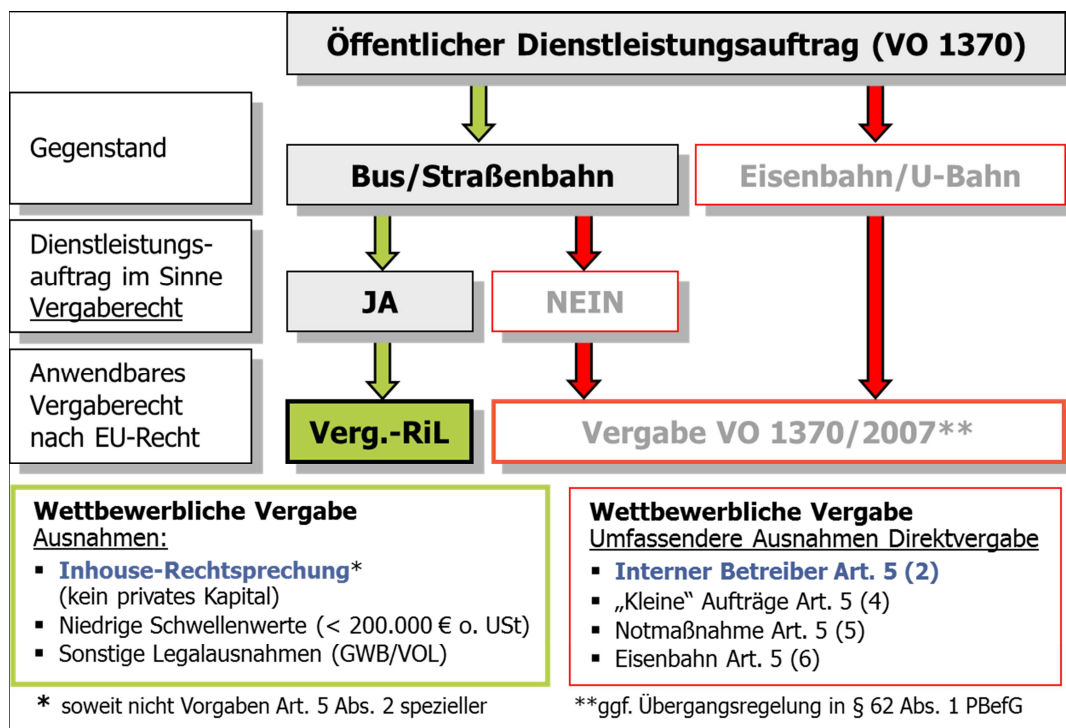 Öffentlicher Dienstleistungsauftrag (VO 1370)
Gegenstand
Bus/Straßenbahn
Eisenbahn/U-Bahn
Dienstleistungs-
auftrag im Sinne
Vergaberecht
JA
NEIN
Anwendbares
Vergaberecht
nach EU-Recht
Verg.-RiL
Vergabe VO 1370/2007**
Wettbewerbliche Vergabe
Ausnahmen:
▪ Inhouse-Rechtsprechung*
(kein privates Kapital)
▪ Niedrige Schwellenwerte (< 200.000 € o. USt)
▪ Sonstige Legalausnahmen (GWB/VOL)
* soweit nicht Vorgaben Art. 5 Abs. 2 spezieller
Wettbewerbliche Vergabe
Umfassendere Ausnahmen Direktvergabe
▪ Interner Betreiber Art. 5 (2)
▪ „Kleine“ Aufträge Art. 5 (4)
▪ Notmaßnahme Art. 5 (5)
▪ Eisenbahn Art. 5 (6)
**ggf. Übergangsregelung in § 62 Abs. 1 PBefG